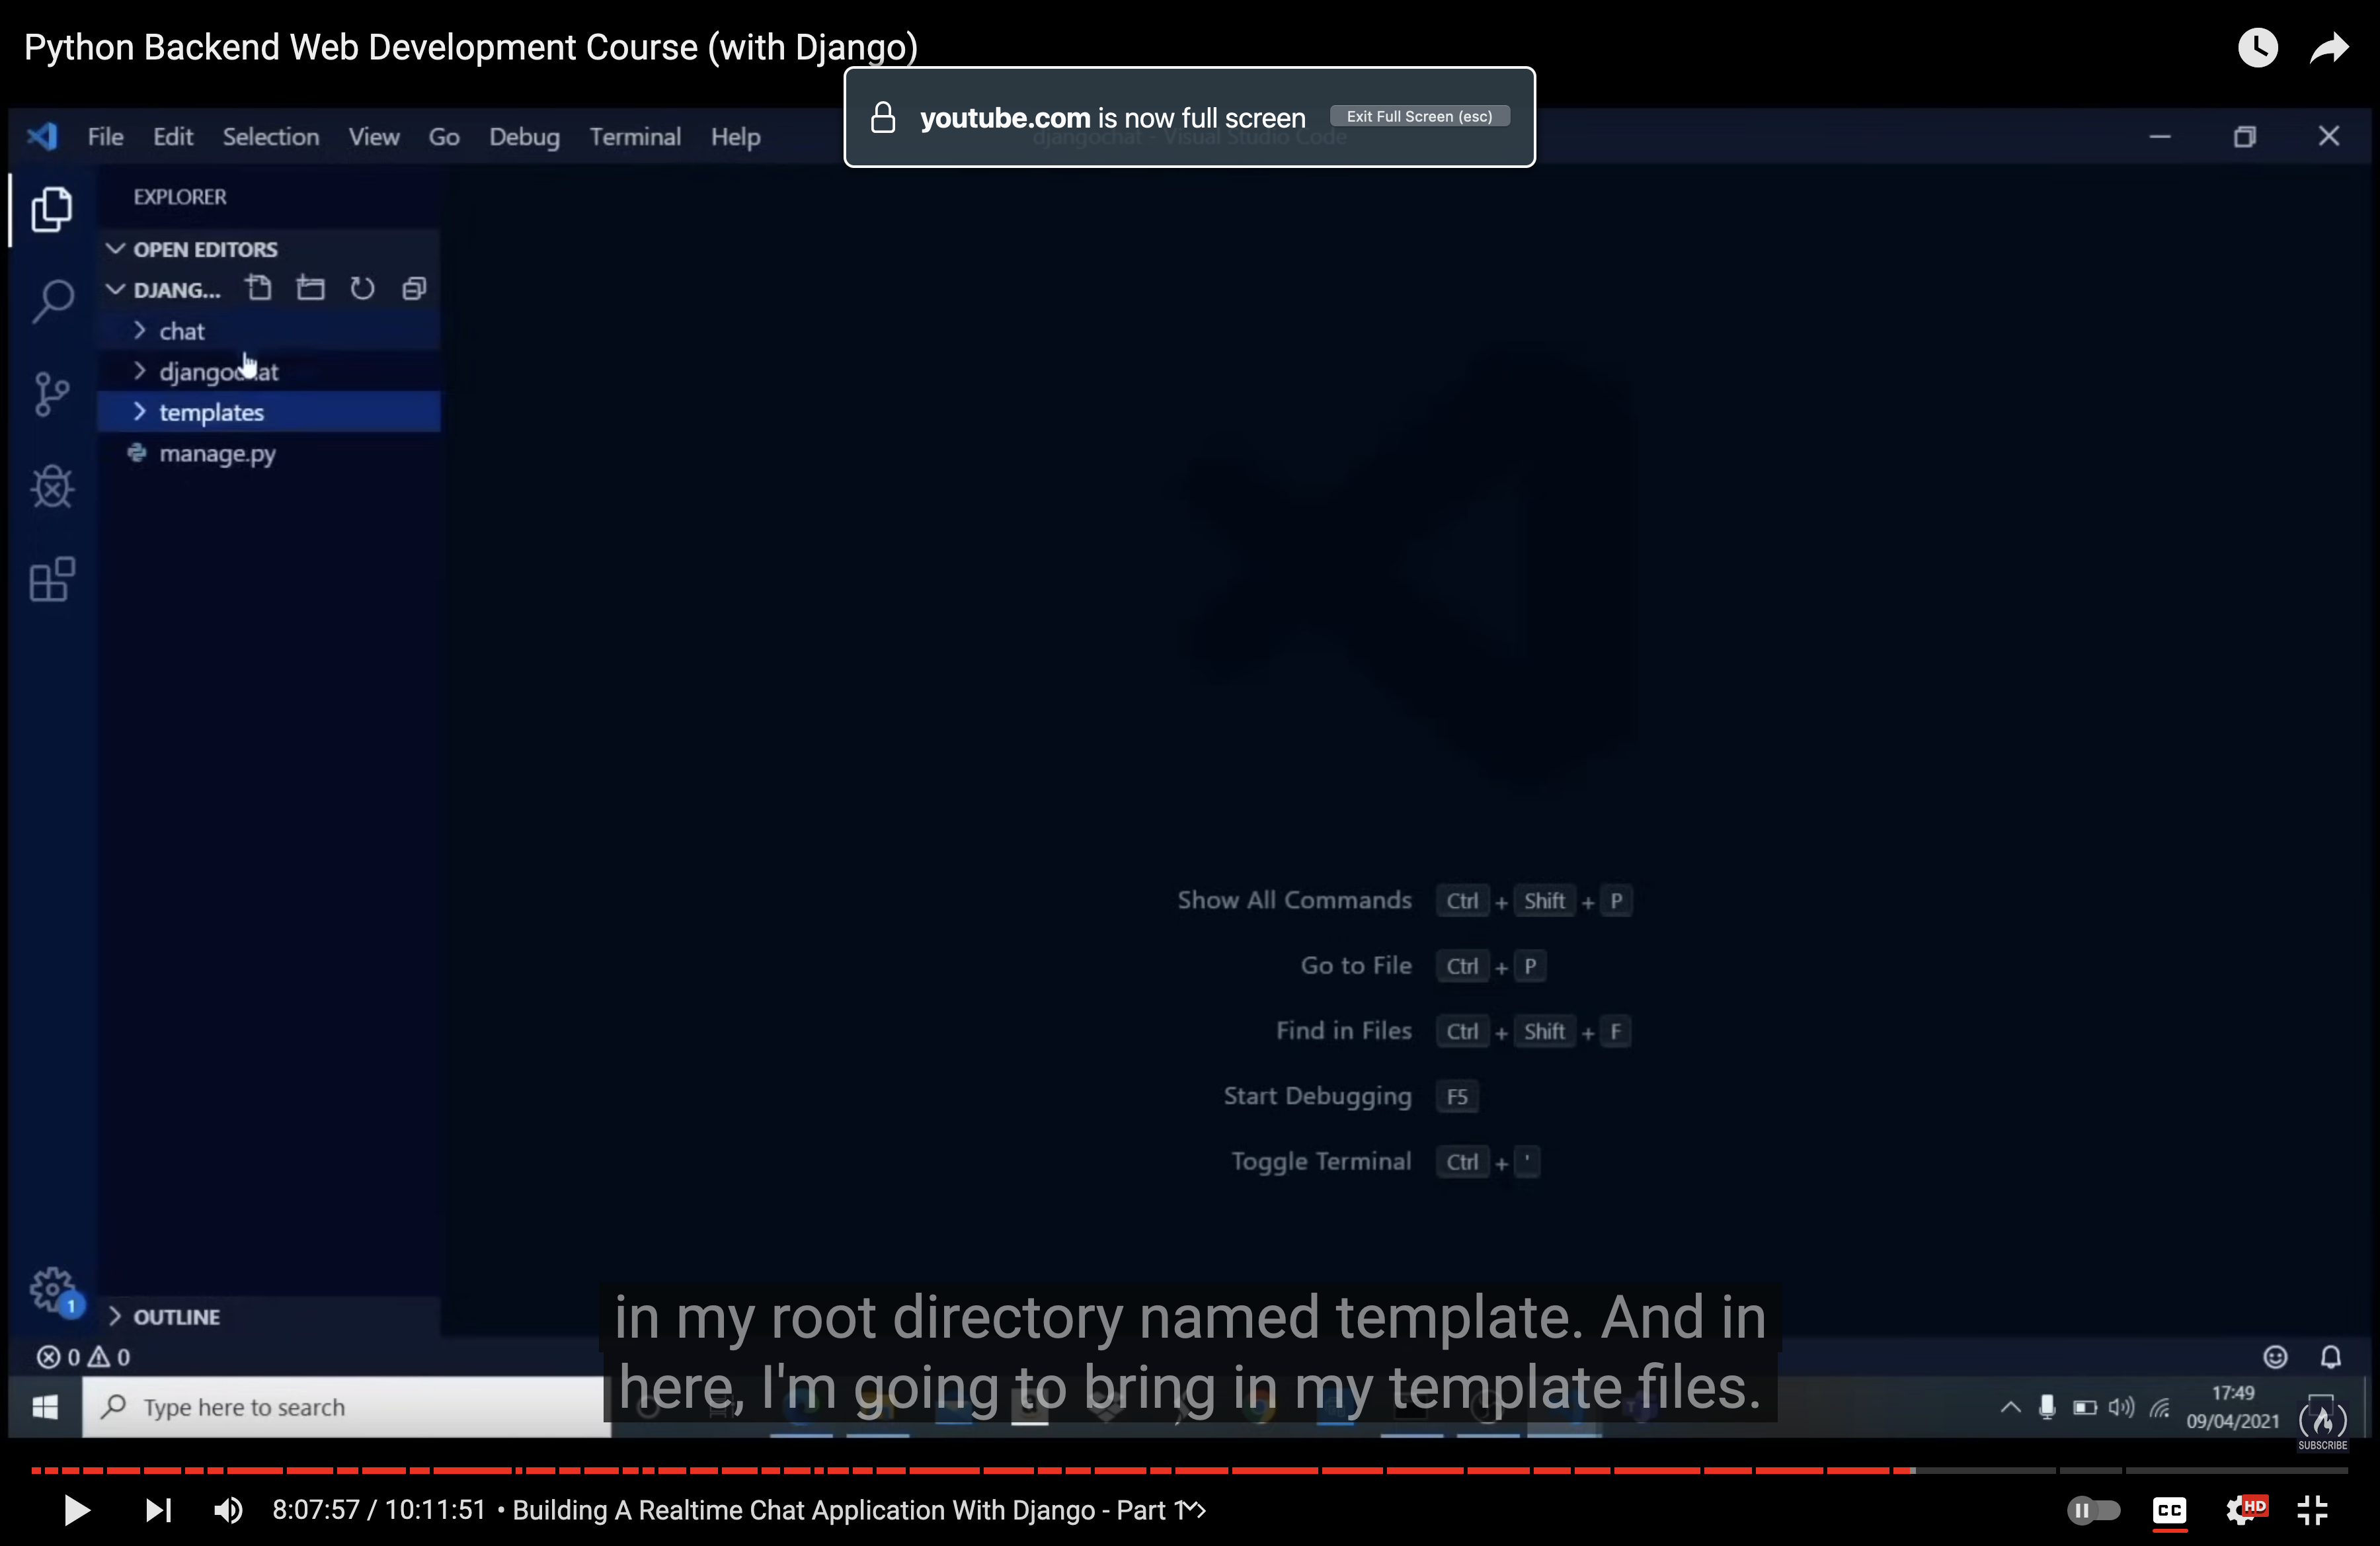 Python Backend Web Development Course (with Django)
youtube.com is now full screen Exit Full Screen (esc)
File Edit Selection View Go Debug Terminal Help
djangochat - Visual Studio Code
EXPLORER
OPEN EDITORS
DJANG...
chat
templates
manage.py
Show All Commands Ctrl + Shift + P
Go to File Ctrl + P
Find in Files Ctrl + Shift + F
Start Debugging F5
Toggle Terminal Ctrl + '
1
OUTLINE
in my root directory named template. And in
here, I'm going to bring in my template files.
0 0
Type here to search
17:49
09/04/2021
SUBSCRIBE
8:07:57 / 10:11:51 • Building A Realtime Chat Application With Django - Part 1
CC
HD